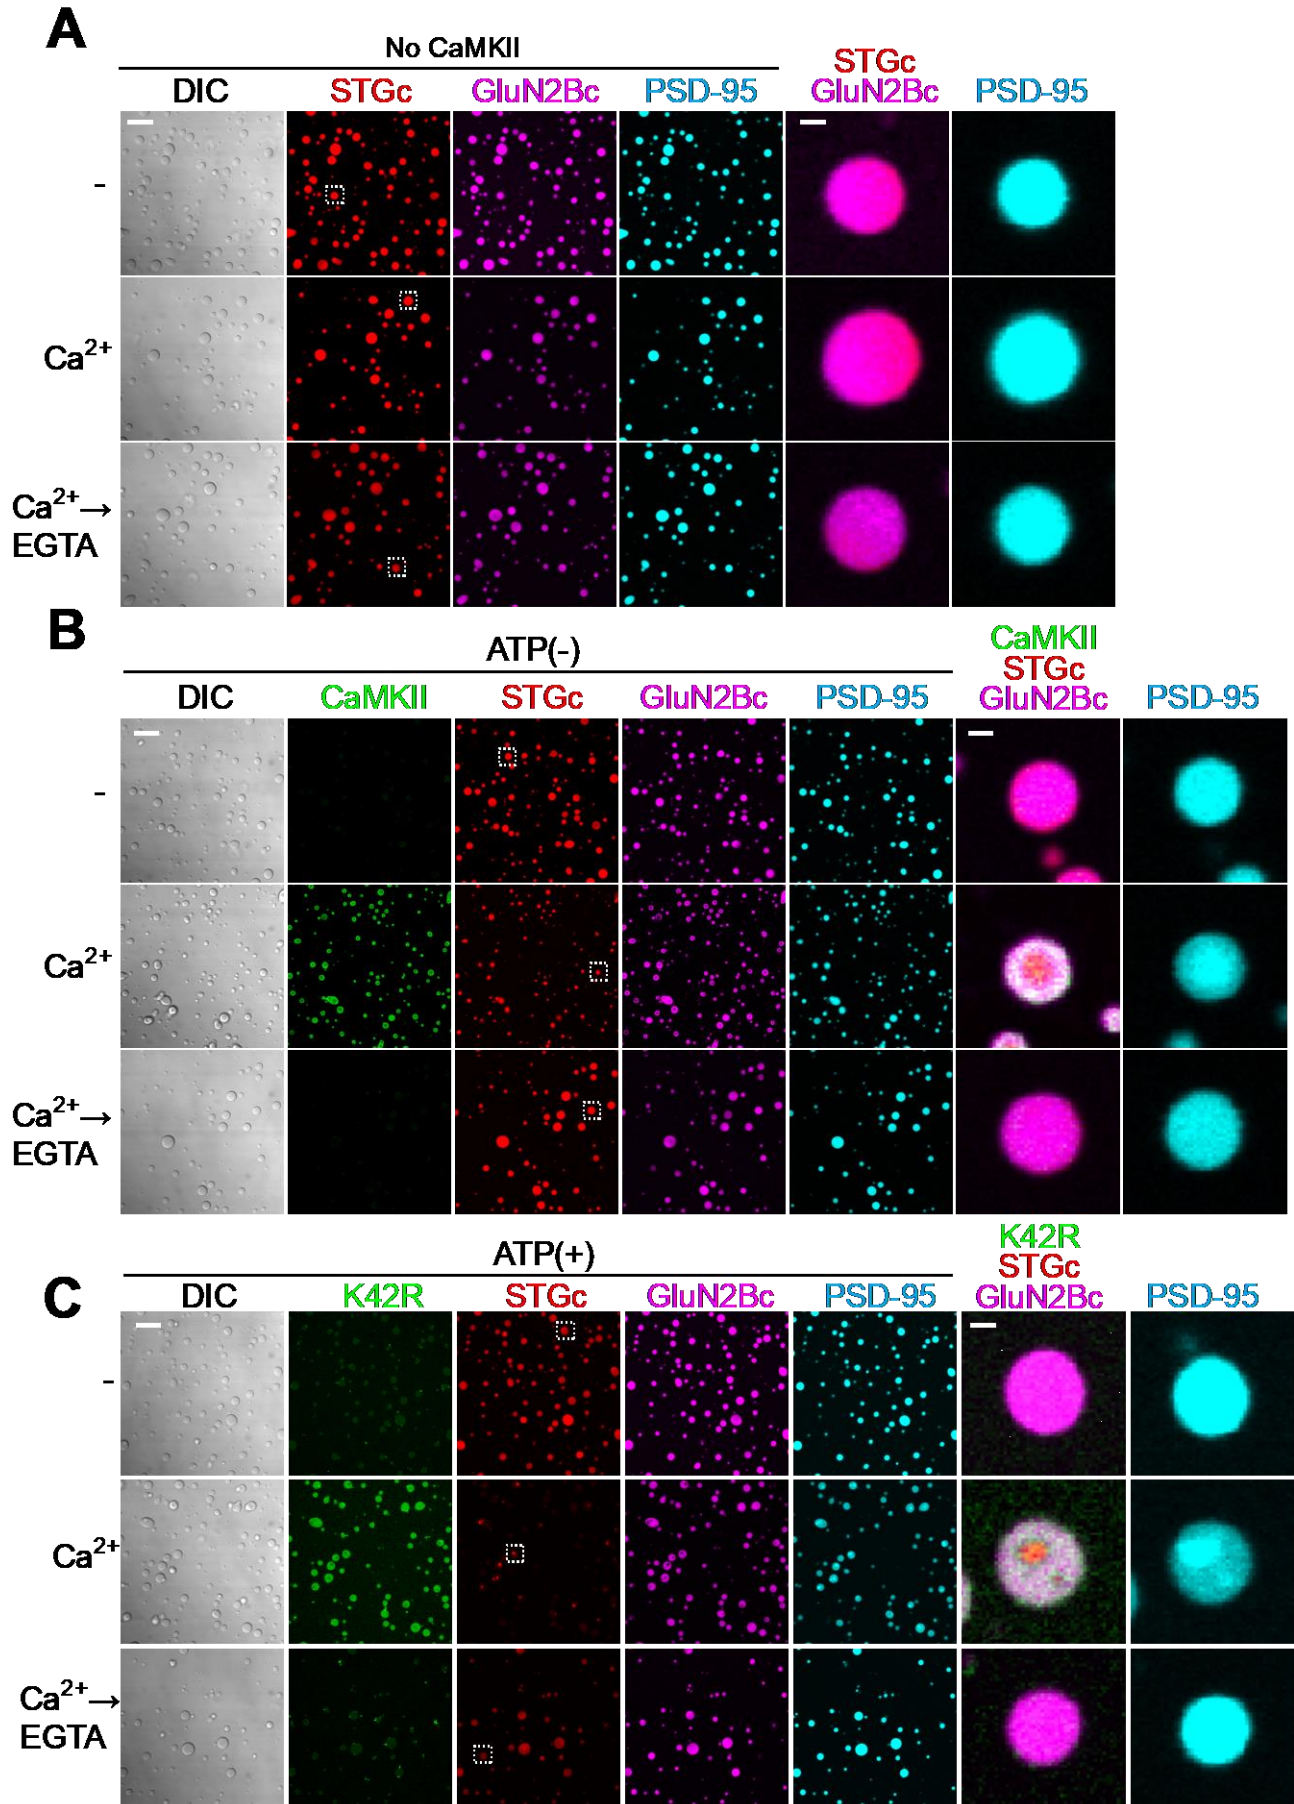 A
No CaMKII
STGc
DIC STGc GluN2Bc PSD-95 GluN2Bc PSD-95
-
Ca²⁺
Ca²⁺→
EGTA
B
CaMKII
ATP(-)
STGc
DIC CaMKII STGc GluN2Bc PSD-95 GluN2Bc PSD-95
-
Ca²⁺
Ca²⁺→
EGTA
K42R
ATP(+)
STGc
C
DIC K42R STGc GluN2Bc PSD-95 GluN2Bc PSD-95
-
Ca²⁺
Ca²⁺→
EGTA